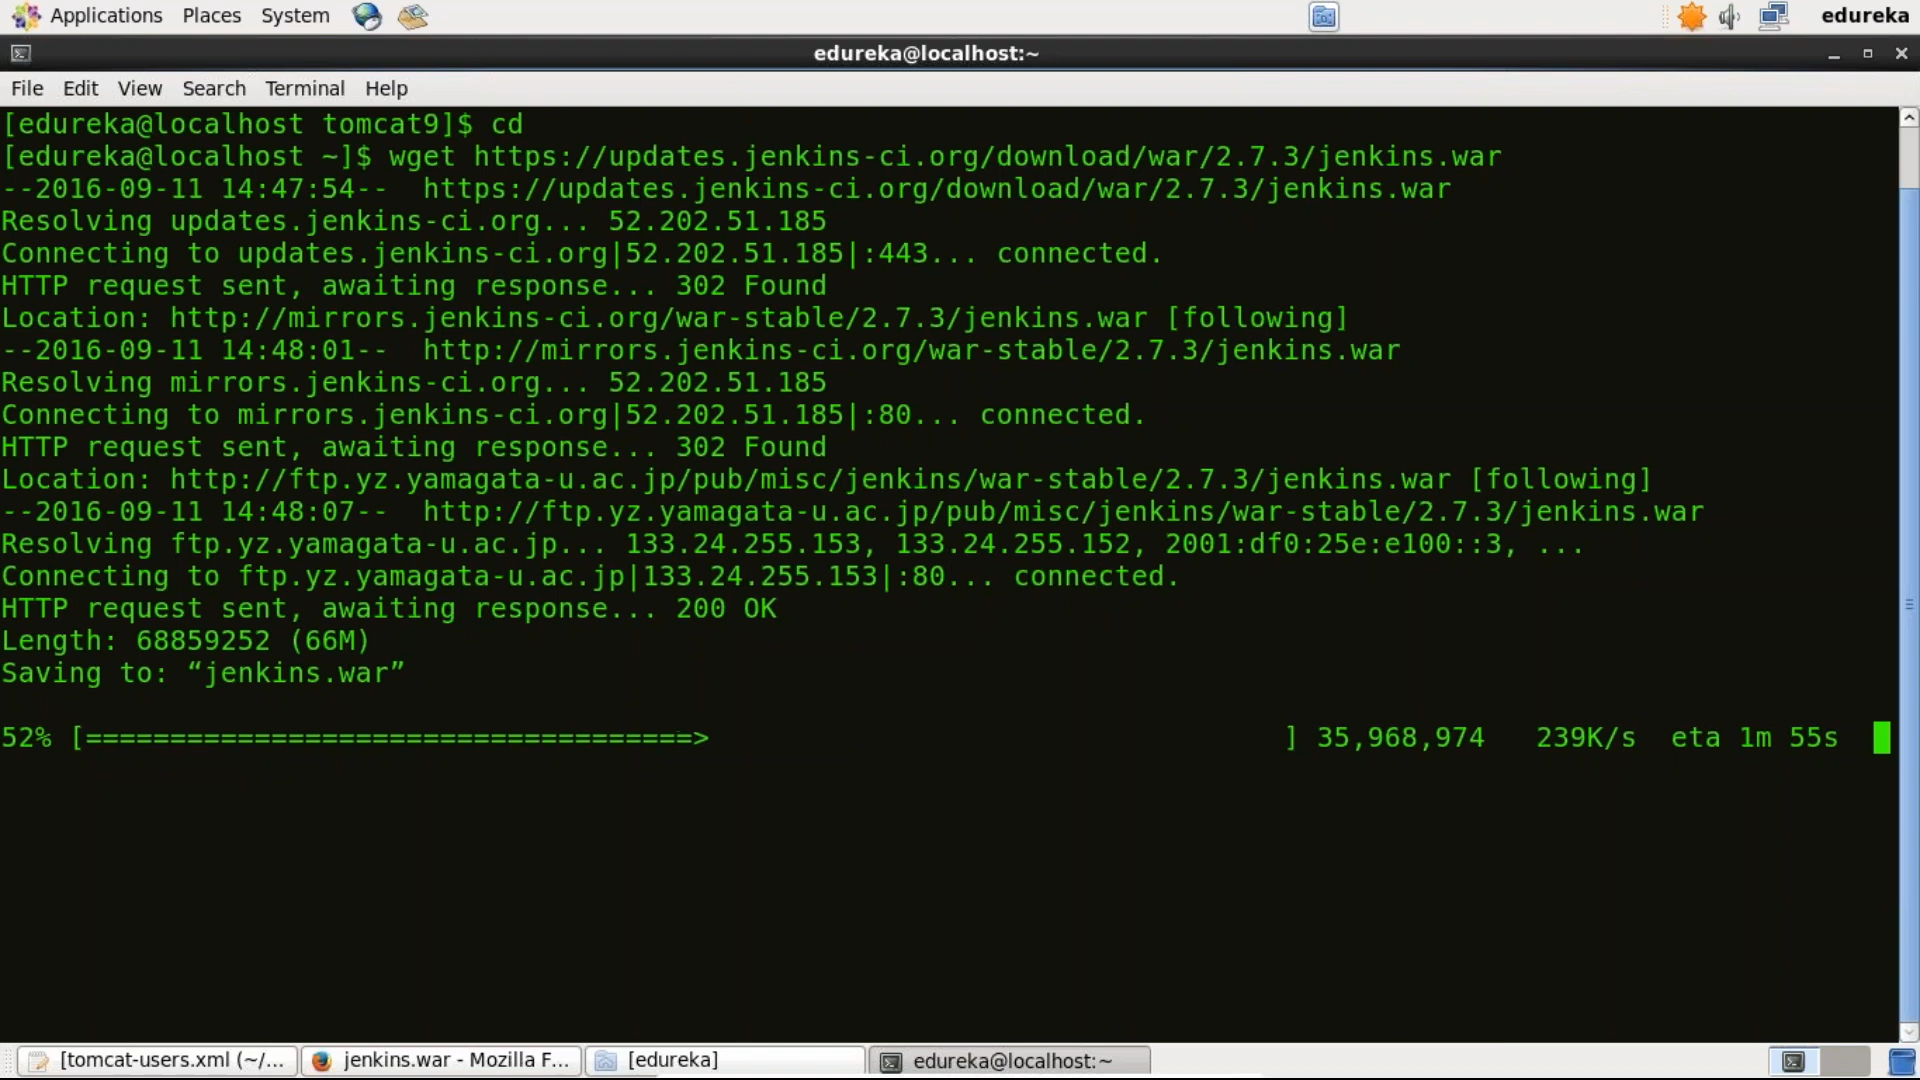 Applications Places System edureka
edureka@localhost:~
File Edit View Search Terminal Help
[edureka@localhost tomcat9]$ cd
[edureka@localhost ~]$ wget https://updates.jenkins-ci.org/download/war/2.7.3/jenkins.war
--2016-09-11 14:47:54--  https://updates.jenkins-ci.org/download/war/2.7.3/jenkins.war
Resolving updates.jenkins-ci.org... 52.202.51.185
Connecting to updates.jenkins-ci.org|52.202.51.185|:443... connected.
HTTP request sent, awaiting response... 302 Found
Location: http://mirrors.jenkins-ci.org/war-stable/2.7.3/jenkins.war [following]
--2016-09-11 14:48:01--  http://mirrors.jenkins-ci.org/war-stable/2.7.3/jenkins.war
Resolving mirrors.jenkins-ci.org... 52.202.51.185
Connecting to mirrors.jenkins-ci.org|52.202.51.185|:80... connected.
HTTP request sent, awaiting response... 302 Found
Location: http://ftp.yz.yamagata-u.ac.jp/pub/misc/jenkins/war-stable/2.7.3/jenkins.war [following]
--2016-09-11 14:48:07--  http://ftp.yz.yamagata-u.ac.jp/pub/misc/jenkins/war-stable/2.7.3/jenkins.war
Resolving ftp.yz.yamagata-u.ac.jp... 133.24.255.153, 133.24.255.152, 2001:df0:25e:e100::3, ...
Connecting to ftp.yz.yamagata-u.ac.jp|133.24.255.153|:80... connected.
HTTP request sent, awaiting response... 200 OK
Length: 68859252 (66M)
Saving to: “jenkins.war”
52% [====================================>                                  ] 35,968,974   239K/s  eta 1m 55s
[tomcat-users.xml (~/... jenkins.war - Mozilla F... [edureka] edureka@localhost:~